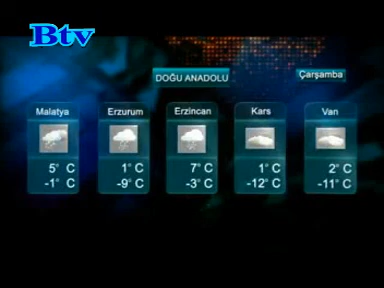 Btv
DOĞU ANADOLU
Çarşamba
Malatya
5° C
-1° C
Erzurum
1° C
-9° C
Erzincan
7° C
-3° C
Kars
1° C
-12° C
Van
2° C
-11° C